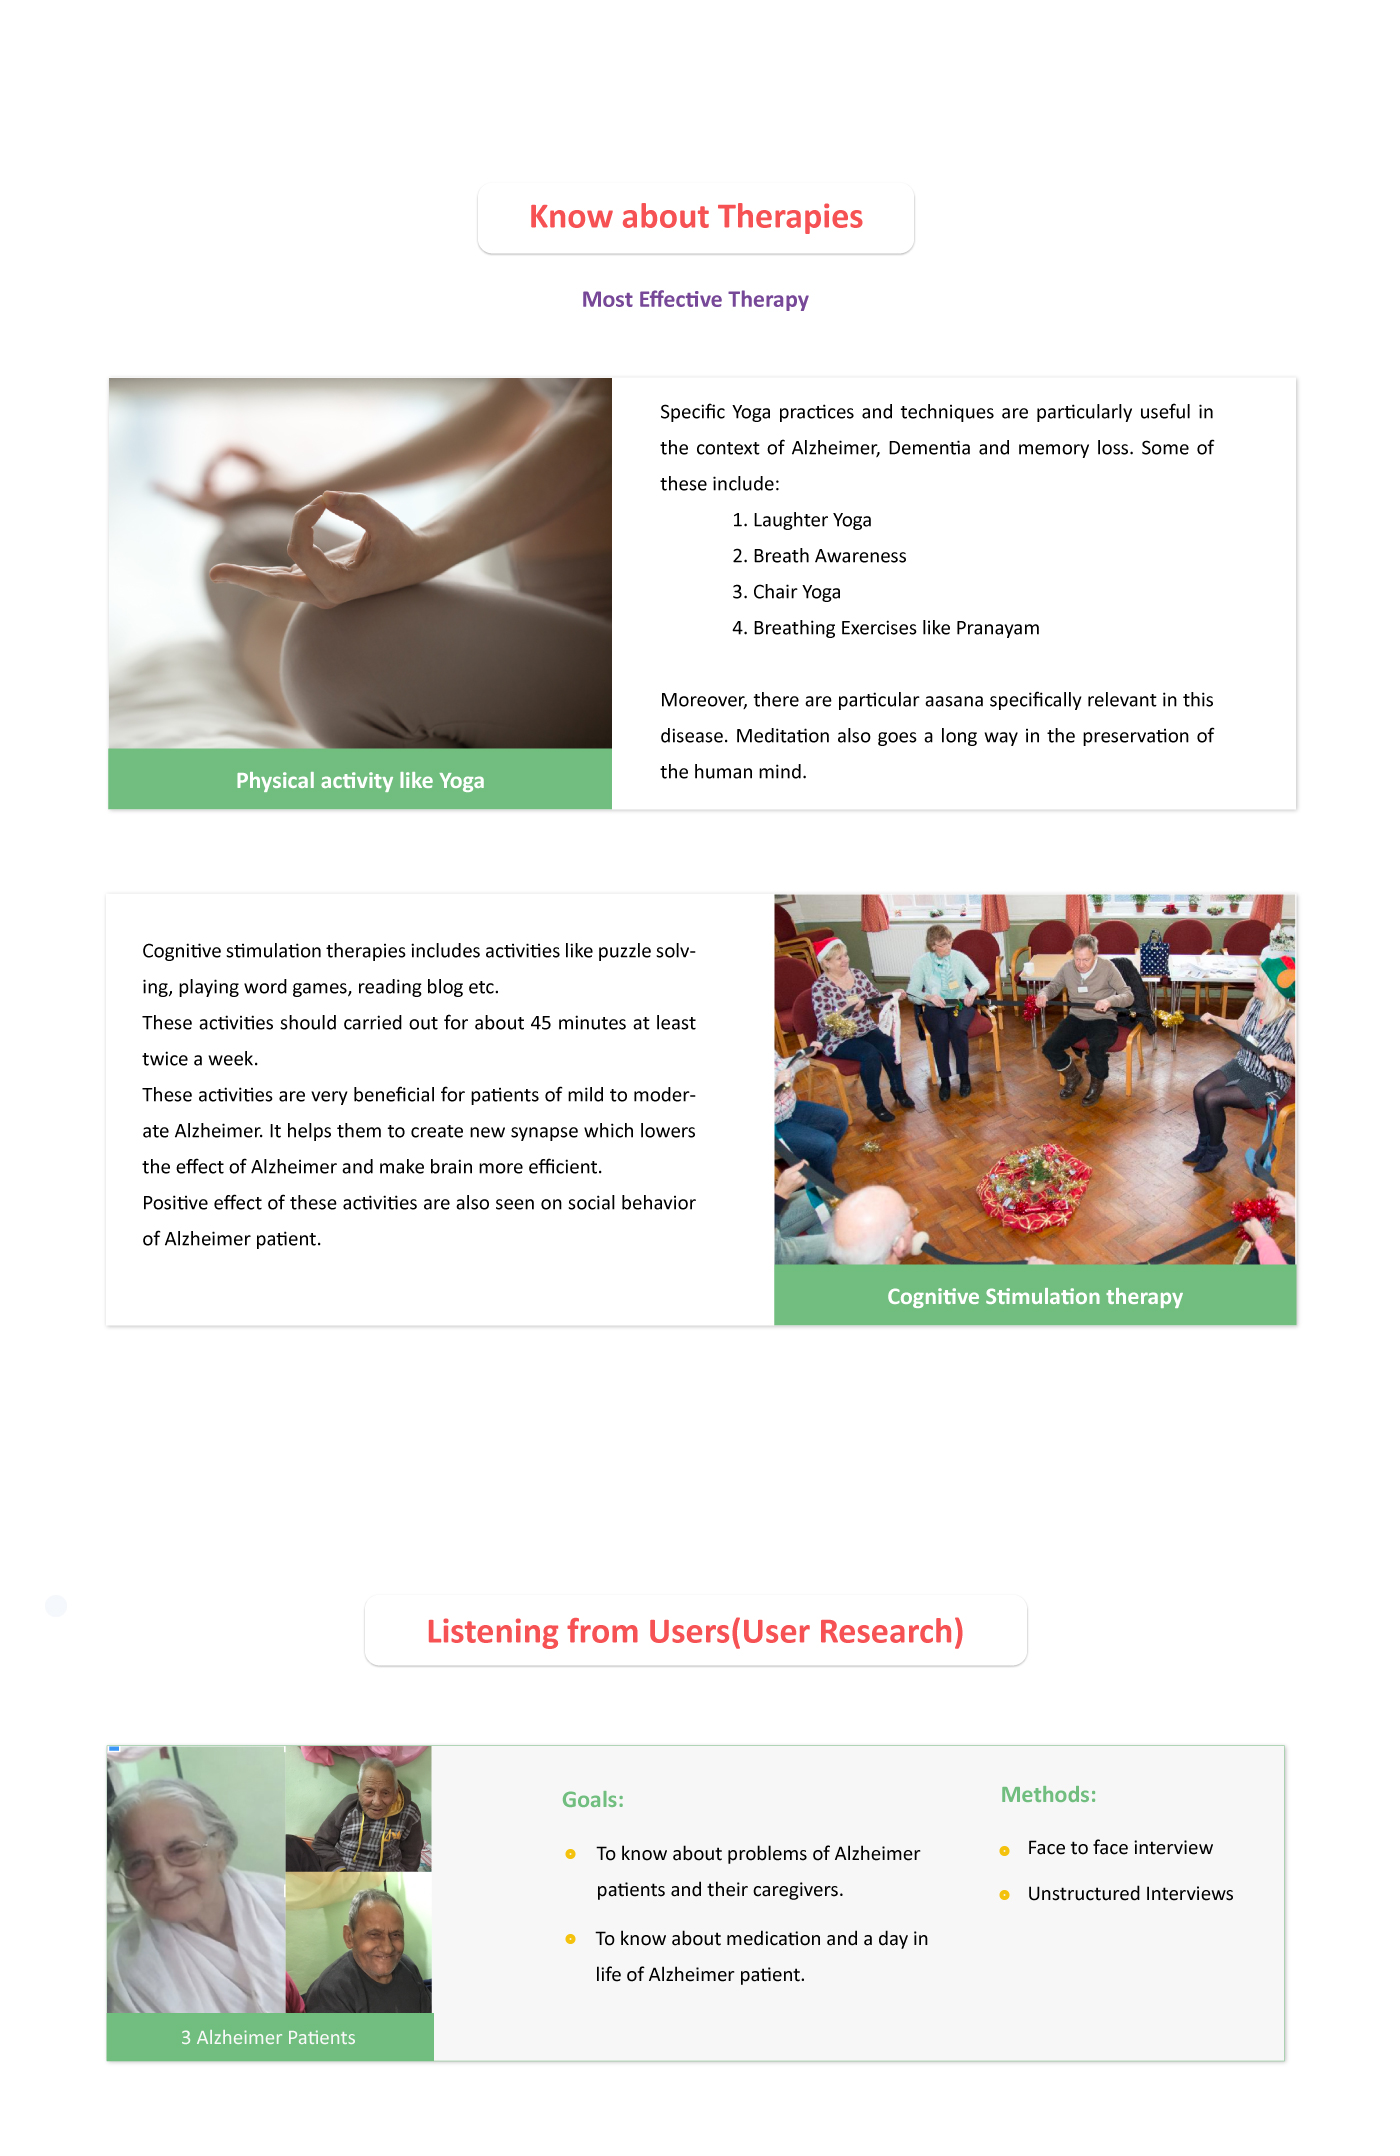 Know about Therapies
Most Effective Therapy
Specific Yoga practices and techniques are particularly useful in
the context of Alzheimer, Dementia and memory loss. Some of
these include:
1. Laughter Yoga
2. Breath Awareness
3. Chair Yoga
4. Breathing Exercises like Pranayam
Moreover, there are particular aasana specifically relevant in this
disease. Meditation also goes a long way in the preservation of
the human mind.
Physical activity like Yoga
Cognitive stimulation therapies includes activities like puzzle solv-
ing, playing word games, reading blog etc.
These activities should carried out for about 45 minutes at least
twice a week.
These activities are very beneficial for patients of mild to moder-
ate Alzheimer. It helps them to create new synapse which lowers
the effect of Alzheimer and make brain more efficient.
Positive effect of these activities are also seen on social behavior
of Alzheimer patient.
Cognitive Stimulation therapy
Listening from Users(User Research)
Goals:
To know about problems of Alzheimer
patients and their caregivers.
To know about medication and a day in
life of Alzheimer patient.
Methods:
Face to face interview
Unstructured Interviews
3 Alzheimer Patients